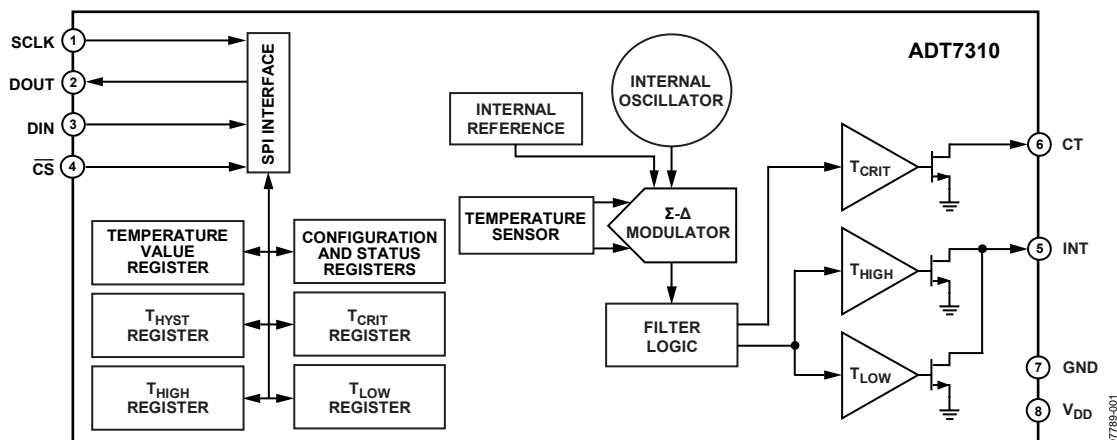 ADT7310
SCLK 1
DOUT 2
DIN 3
CS 4
SPI INTERFACE
TEMPERATURE
VALUE
REGISTER
CONFIGURATION
AND STATUS
REGISTERS
THYST
REGISTER
TCRIT
REGISTER
THIGH
REGISTER
TLOW
REGISTER
INTERNAL
REFERENCE
INTERNAL
OSCILLATOR
TEMPERATURE
SENSOR
Σ-Δ
MODULATOR
FILTER
LOGIC
TCRIT
THIGH
TLOW
6 CT
5 INT
7 GND
8 VDD
07789-001